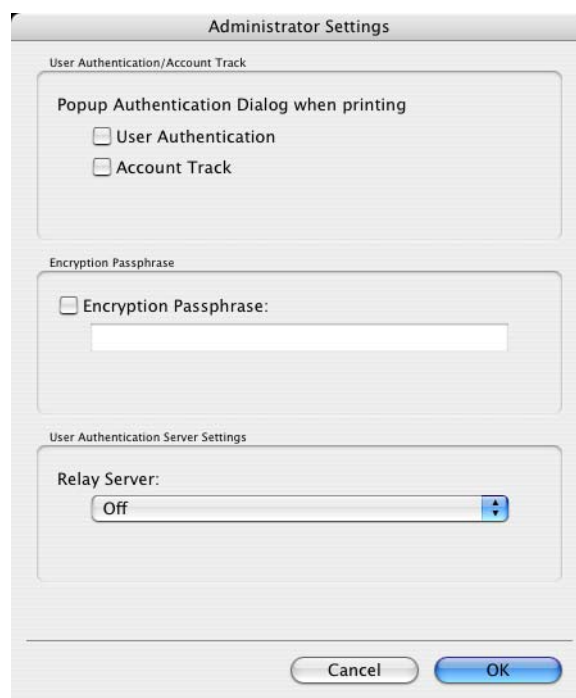 Administrator Settings
User Authentication/Account Track
Popup Authentication Dialog when printing
User Authentication
Account Track
Encryption Passphrase
Encryption Passphrase:
User Authentication Server Settings
Relay Server:
Off
Cancel OK